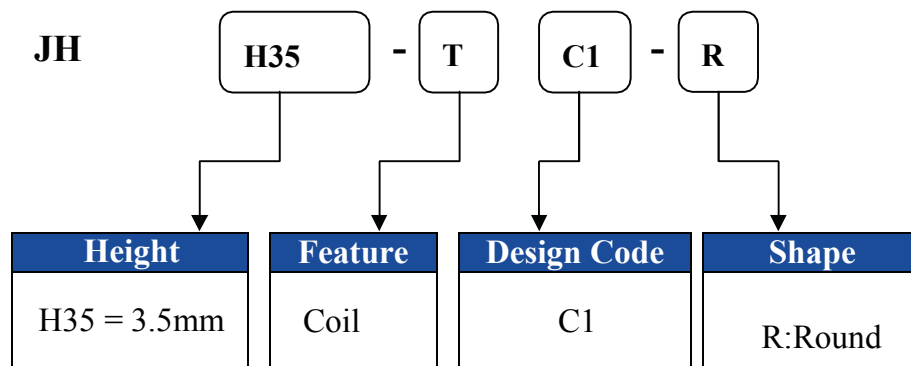 JH H35 - T C1 - R
Height Feature Design Code Shape
H35 = 3.5mm Coil C1 R:Round